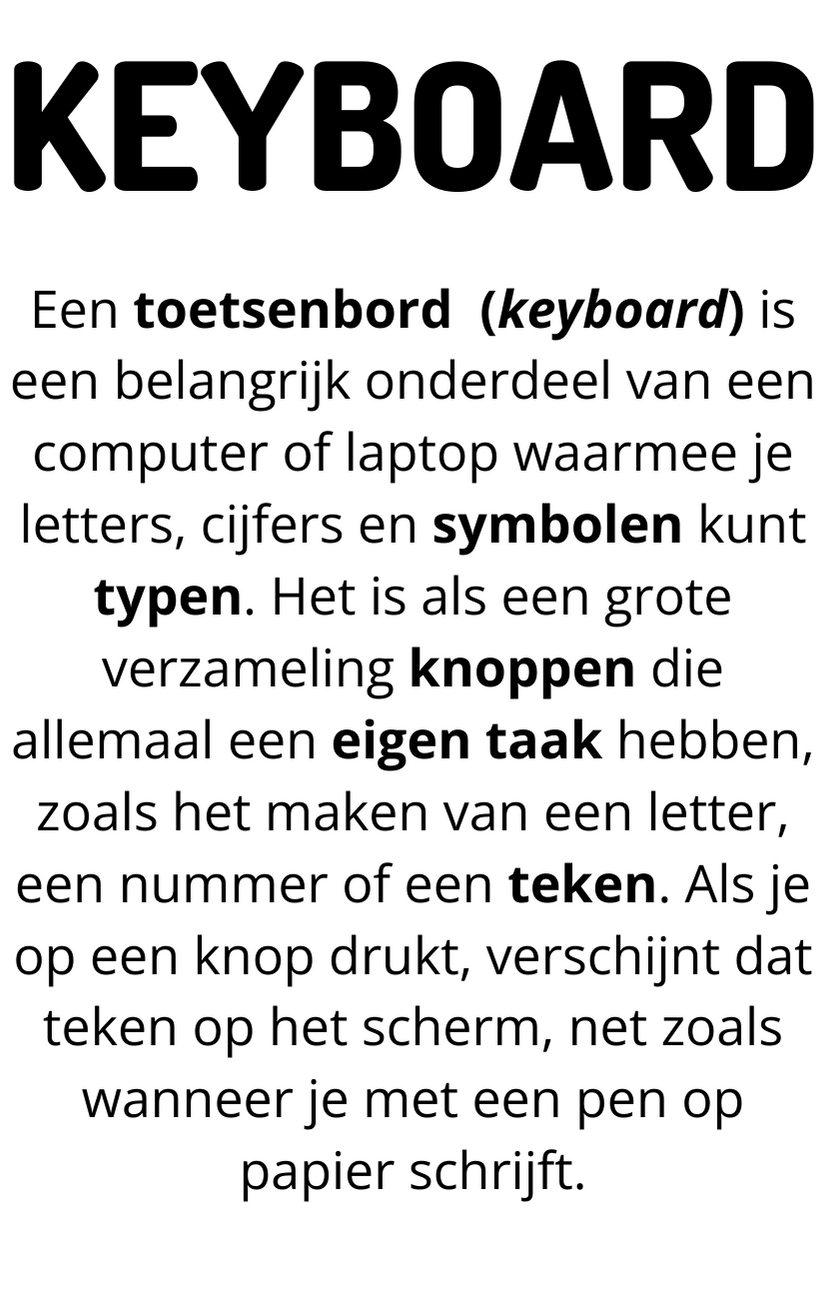 KEYBOARD
Een toetsenbord  (keyboard) is
een belangrijk onderdeel van een
computer of laptop waarmee je
letters, cijfers en symbolen kunt
typen. Het is als een grote
verzameling knoppen die
allemaal een eigen taak hebben,
zoals het maken van een letter,
een nummer of een teken. Als je
op een knop drukt, verschijnt dat
teken op het scherm, net zoals
wanneer je met een pen op
papier schrijft.